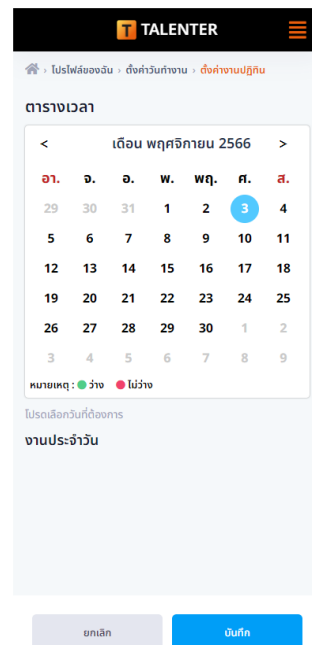 T TALENTER
› โปรไฟล์ของฉัน › ตั้งค่าวันทำงาน › ตั้งค่างานปฏิทิน
ตารางเวลา
< เดือน พฤศจิกายน 2566 >
อา. จ. อ. พ. พฤ. ศ. ส.
29 30 31 1 2 3 4
5 6 7 8 9 10 11
12 13 14 15 16 17 18
19 20 21 22 23 24 25
26 27 28 29 30 1 2
3 4 5 6 7 8 9
หมายเหตุ : ว่าง ไม่ว่าง
โปรดเลือกวันที่ต้องการ
งานประจำวัน
ยกเลิก บันทึก